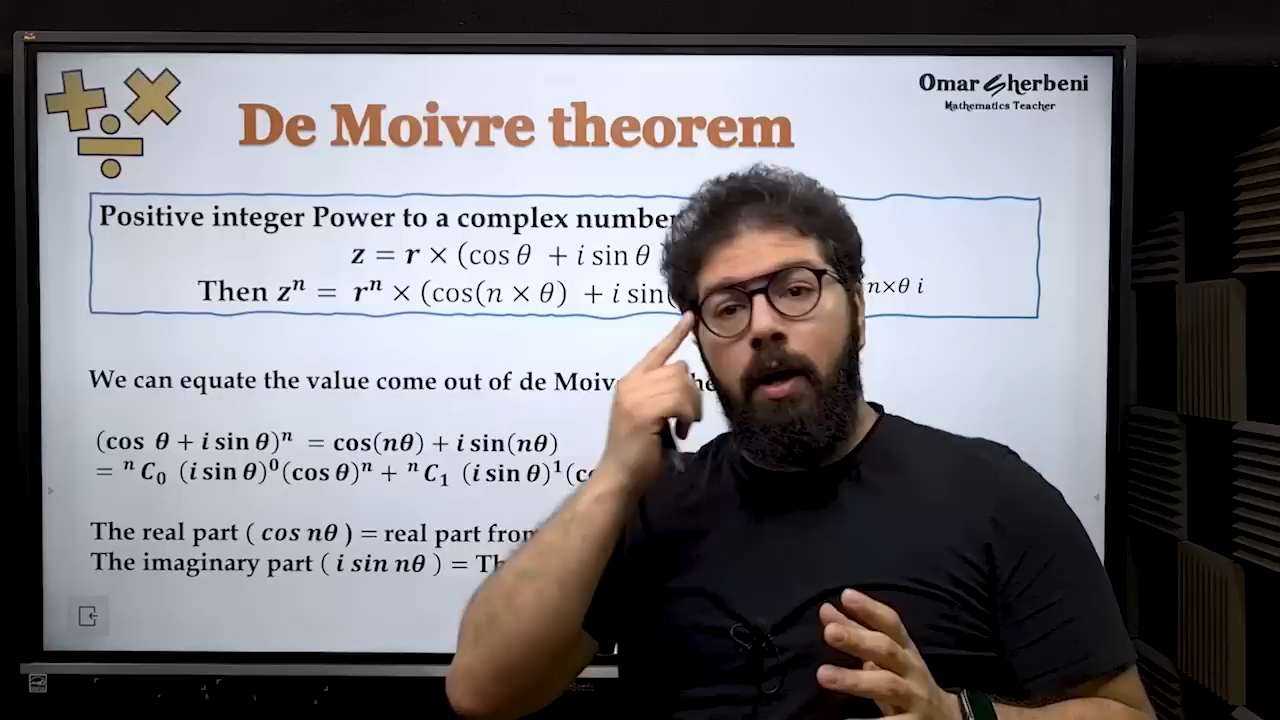 Omar Sherbeni
Mathematics Teacher
De Moivre theorem
Positive integer Power to a complex number
z = r × (cos θ + i sin θ
Then zⁿ = rⁿ × (cos(n × θ) + i sin( n×θ i
We can equate the value come out of de Moiv
(cos θ + i sin θ)ⁿ = cos(nθ) + i sin(nθ)
= ⁿC₀ (i sin θ)⁰(cos θ)ⁿ + ⁿC₁ (i sin θ)¹(c
The real part ( cos nθ ) = real part from
The imaginary part ( i sin nθ ) = Th